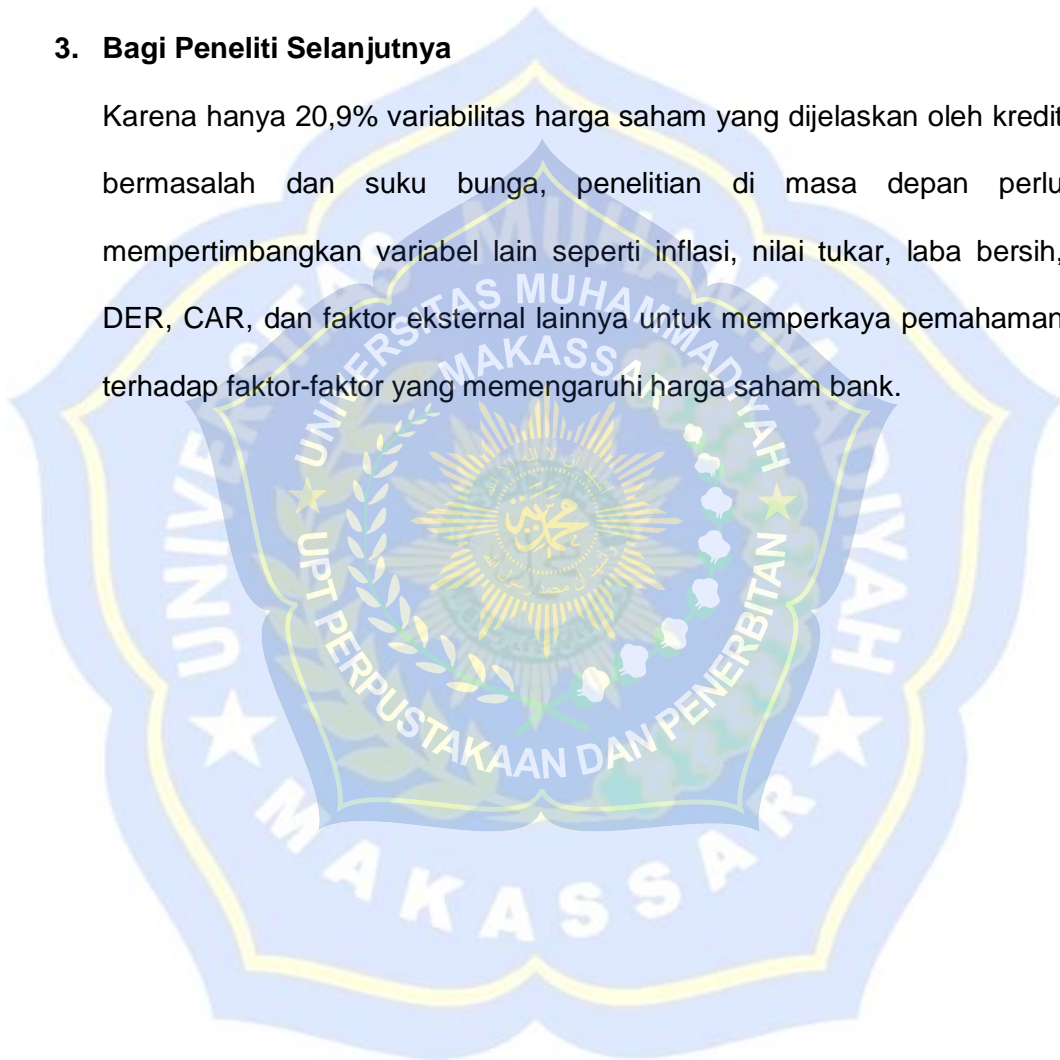 3. Bagi Peneliti Selanjutnya
Karena hanya 20,9% variabilitas harga saham yang dijelaskan oleh kredit
bermasalah dan suku bunga, penelitian di masa depan perlu
mempertimbangkan variabel lain seperti inflasi, nilai tukar, laba bersih,
DER, CAR, dan faktor eksternal lainnya untuk memperkaya pemahaman
terhadap faktor-faktor yang memengaruhi harga saham bank.
UNIVERSITAS MUHAMMADIYAH
MAKASSAR
UNIVERSITAS MUHAMMADIYAH
MAKASSAR
UPT PERPUSTAKAAN DAN PENERBITAN